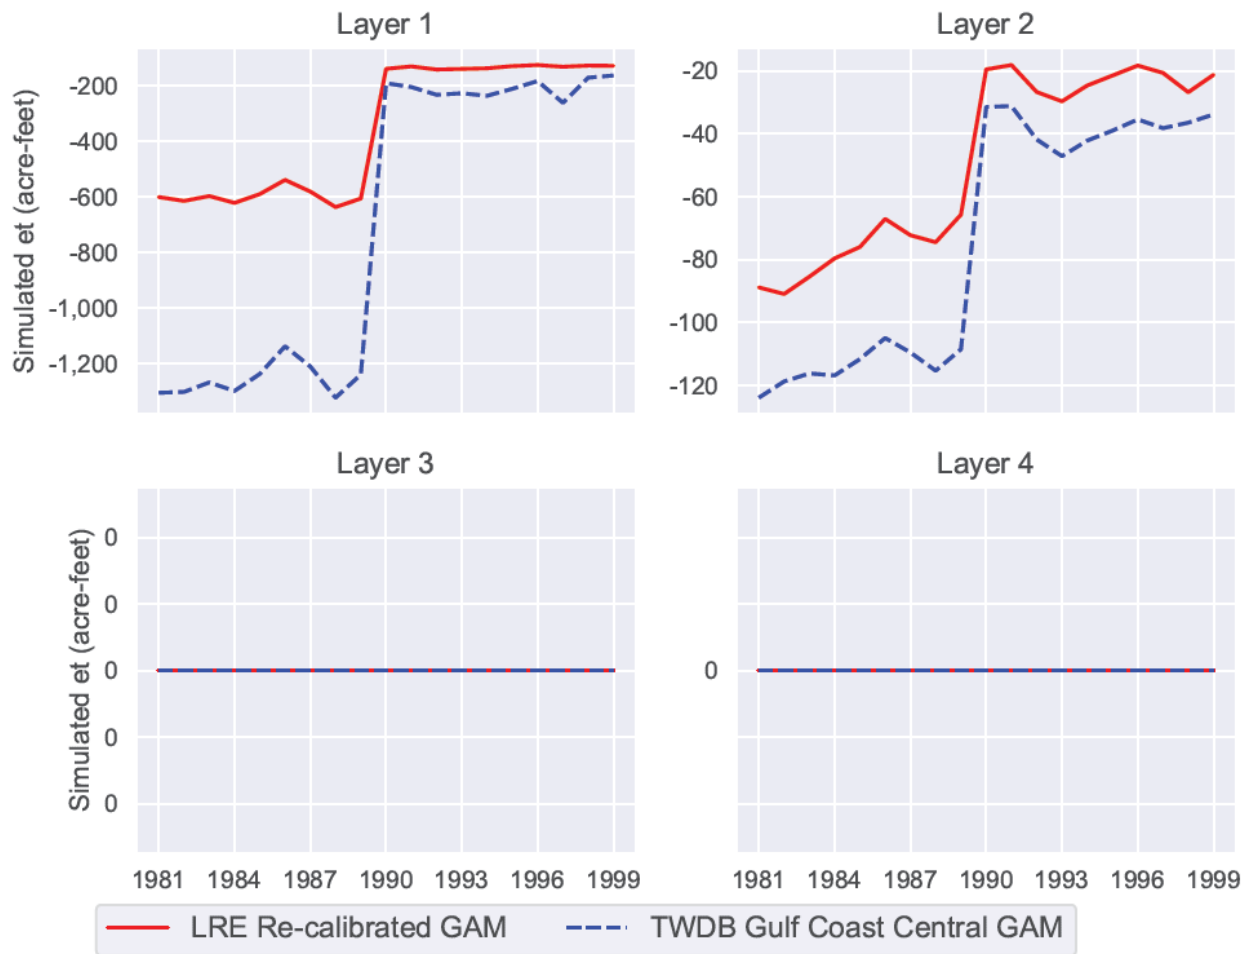 Layer 1
Layer 2
Simulated et (acre-feet)
-200
-400
-600
-800
-1,000
-1,200
-20
-40
-60
-80
-100
-120
Layer 3
Layer 4
Simulated et (acre-feet)
0
0
0
0
0
0
1981 1984 1987 1990 1993 1996 1999
1981 1984 1987 1990 1993 1996 1999
LRE Re-calibrated GAM
TWDB Gulf Coast Central GAM